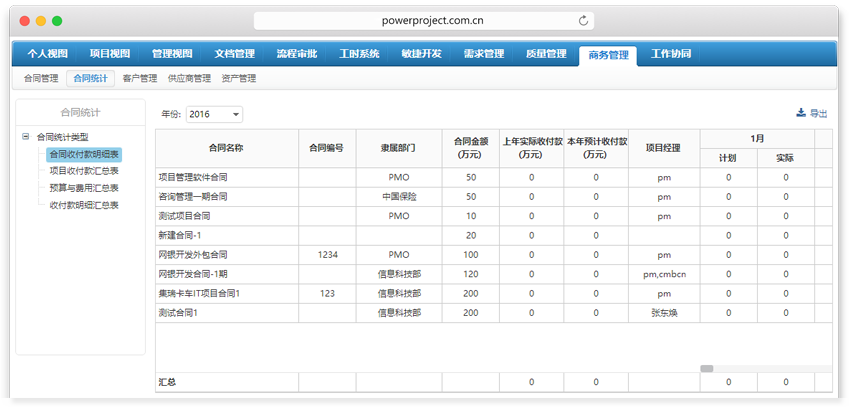 powerproject.com.cn
个人视图 项目视图 管理视图 文档管理 流程审批 工时系统 敏捷开发 需求管理 质量管理 商务管理 工作协同
合同管理 合同统计 客户管理 供应商管理 资产管理
合同统计
合同统计类型
合同收付款明细表
项目收付款汇总表
预算与费用汇总表
收付款明细汇总表
年份: 2016 导出
合同名称 合同编号 隶属部门 合同金额(万元) 上年实际收付款(万元) 本年预计收付款(万元) 项目经理 1月
计划 实际
项目管理软件合同 PMO 50 0 0 pm 0 0
咨询管理一期合同 中国保险 50 0 0 pm 0 0
测试项目合同 PMO 10 0 0 pm 0 0
新建合同-1 20 0 0 0 0
网银开发外包合同 1234 PMO 100 0 0 pm 0 0
网银开发合同-1期 信息科技部 120 0 0 pm,cmbcn 0 0
集瑞卡车IT项目合同1 123 信息科技部 200 0 0 pm 0 0
测试合同1 信息科技部 200 0 0 张东焕 0 0
汇总 0 0 0 0